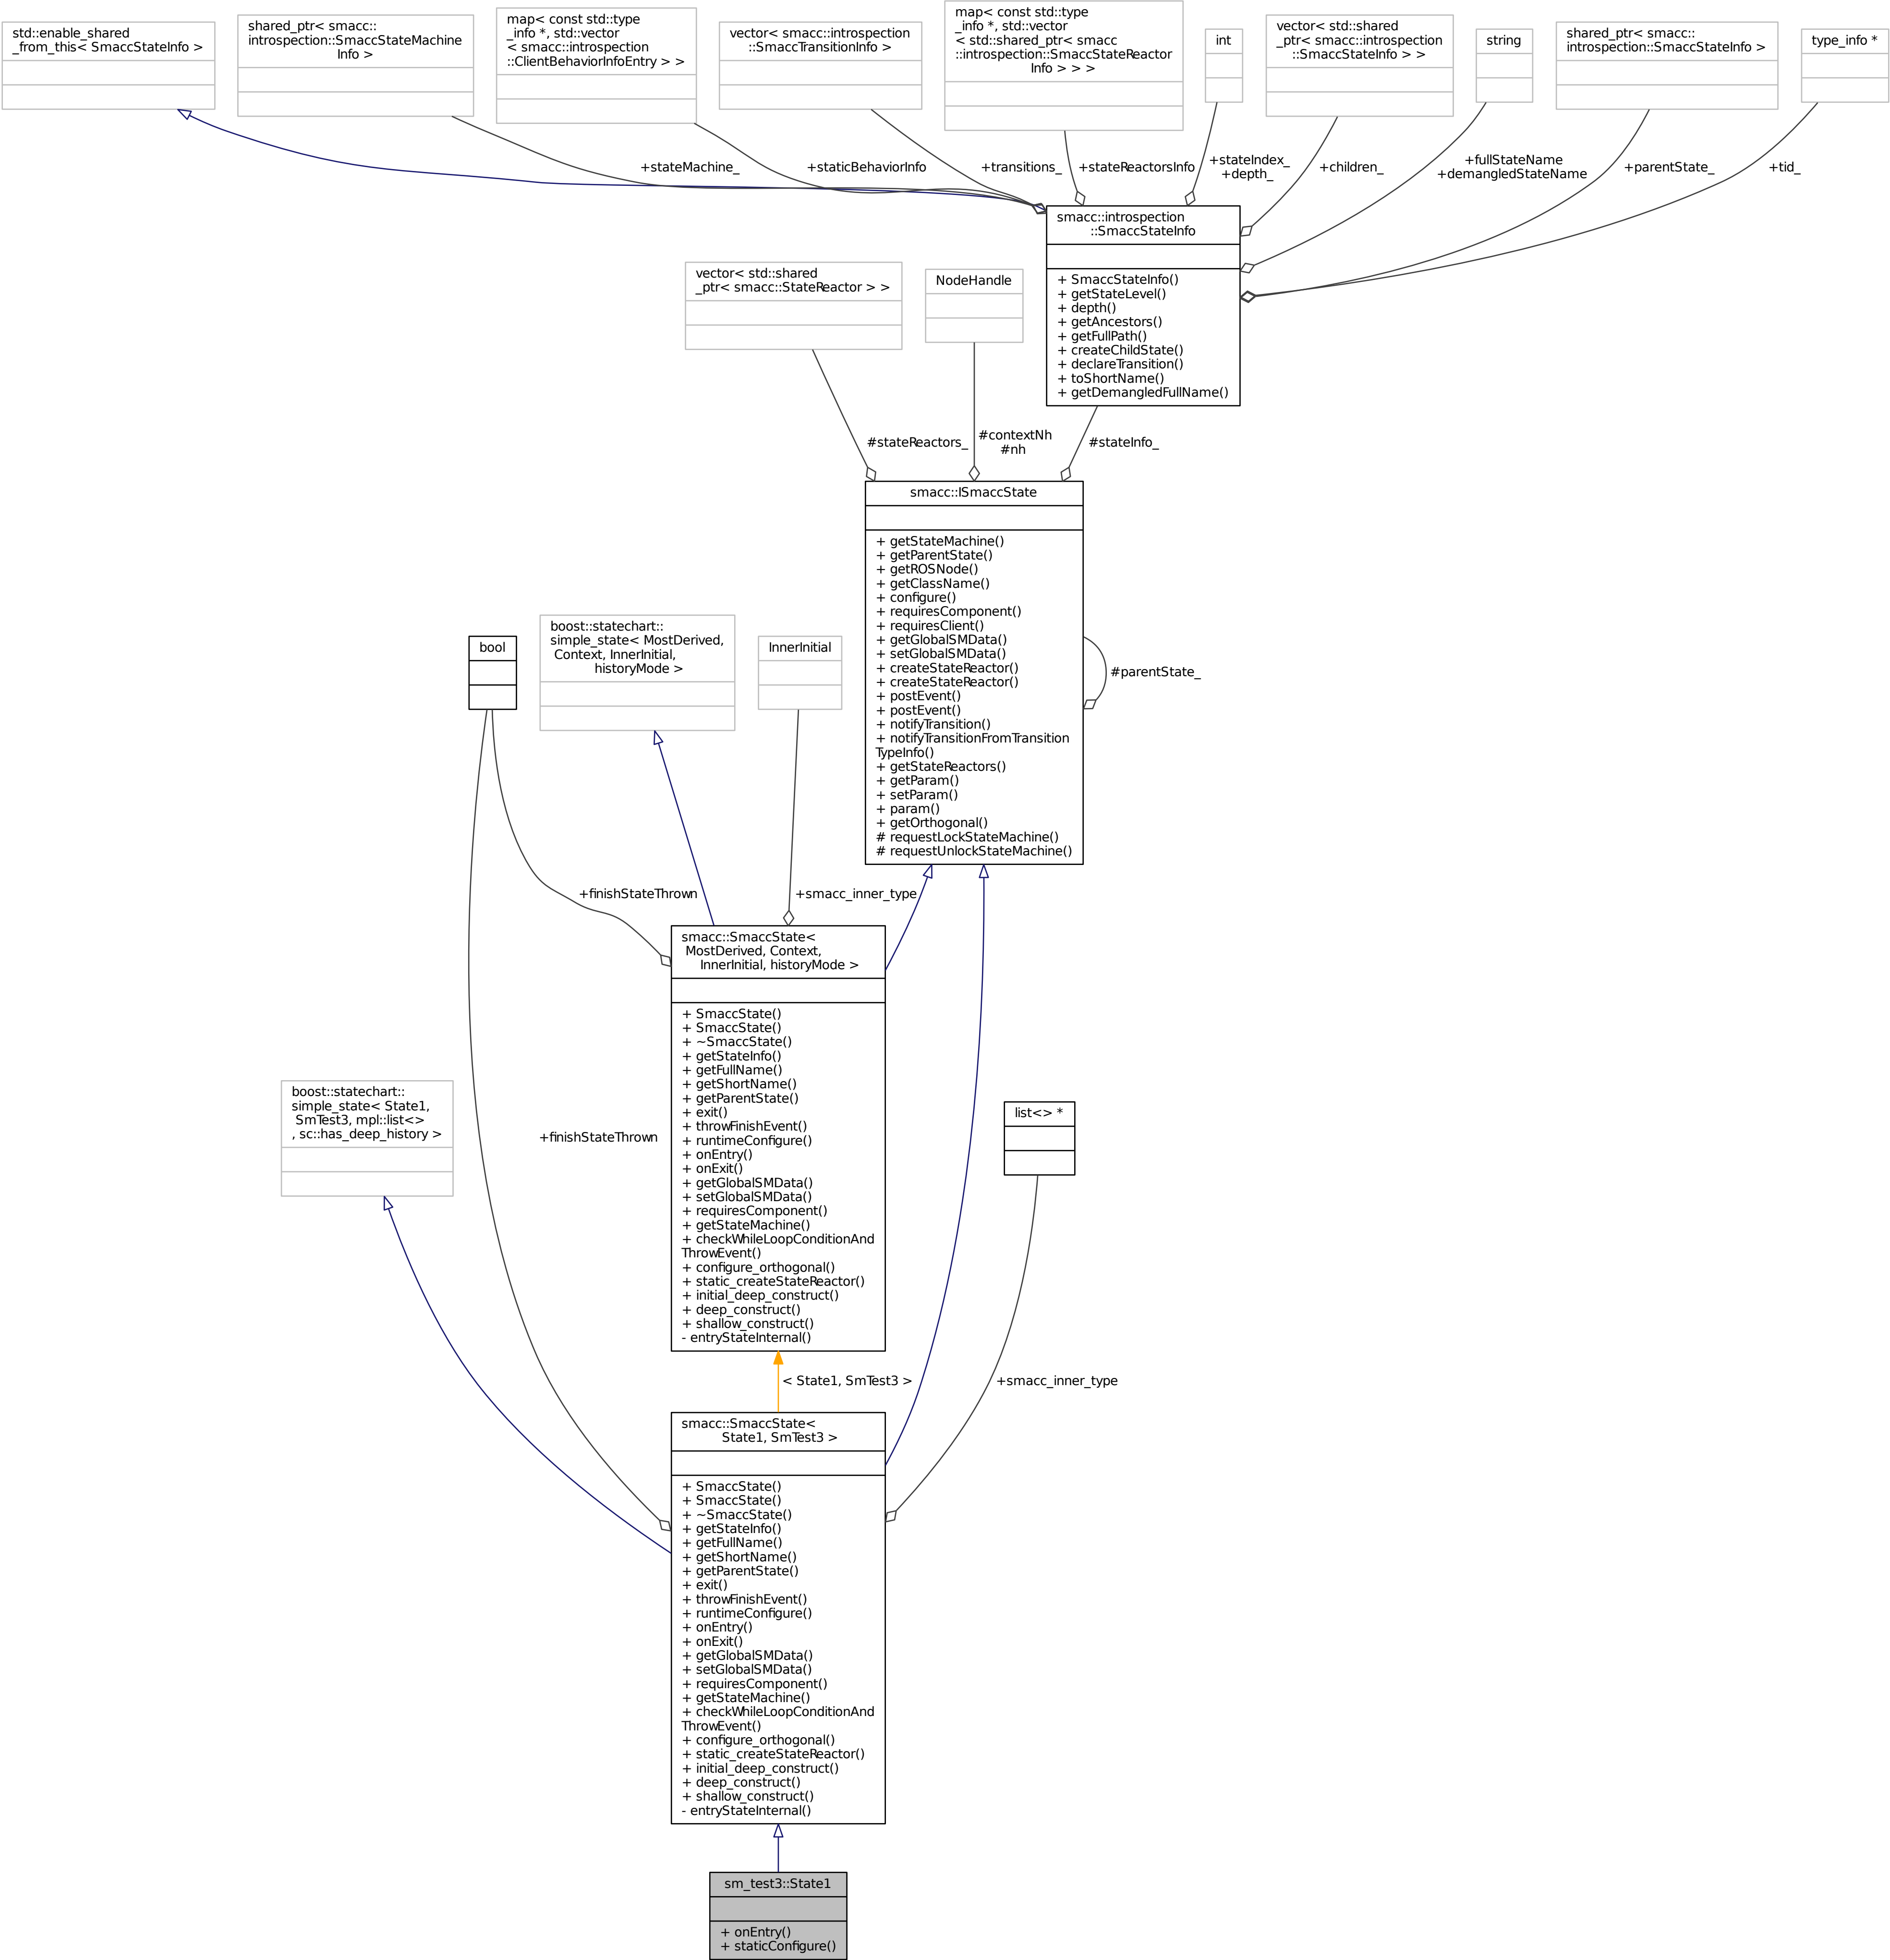 std::enable_shared
_from_this< SmaccStateInfo >
shared_ptr< smacc::
introspection::SmaccStateMachine
Info >
map< const std::type
_info *, std::vector
< smacc::introspection
::ClientBehaviorInfoEntry > >
vector< smacc::introspection
::SmaccTransitionInfo >
map< const std::type
_info *, std::vector
< std::shared_ptr< smacc
::introspection::SmaccStateReactor
Info > > >
int
vector< std::shared
_ptr< smacc::introspection
::SmaccStateInfo > >
string
shared_ptr< smacc::
introspection::SmaccStateInfo >
type_info *
+stateMachine_
+staticBehaviorInfo
+transitions_
+stateReactorsInfo
+stateIndex_
+depth_
+children_
+fullStateName
+demangledStateName
+parentState_
+tid_
smacc::introspection
::SmaccStateInfo
+ SmaccStateInfo()
+ getStateLevel()
+ depth()
+ getAncestors()
+ getFullPath()
+ createChildState()
+ declareTransition()
+ toShortName()
+ getDemangledFullName()
vector< std::shared
_ptr< smacc::StateReactor > >
NodeHandle
#stateReactors_
#contextNh
#nh
#stateInfo_
smacc::ISmaccState
+ getStateMachine()
+ getParentState()
+ getROSNode()
+ getClassName()
+ configure()
+ requiresComponent()
+ requiresClient()
+ getGlobalSMData()
+ setGlobalSMData()
+ createStateReactor()
+ createStateReactor()
+ postEvent()
+ postEvent()
+ notifyTransition()
+ notifyTransitionFromTransition
TypeInfo()
+ getStateReactors()
+ getParam()
+ setParam()
+ param()
+ getOrthogonal()
# requestLockStateMachine()
# requestUnlockStateMachine()
#parentState_
bool
boost::statechart::
simple_state< MostDerived,
Context, InnerInitial,
historyMode >
InnerInitial
+finishStateThrown
+smacc_inner_type
smacc::SmaccState<
MostDerived, Context,
InnerInitial, historyMode >
+ SmaccState()
+ SmaccState()
+ ~SmaccState()
+ getStateInfo()
+ getFullName()
+ getShortName()
+ getParentState()
+ exit()
+ throwFinishEvent()
+ runtimeConfigure()
+ onEntry()
+ onExit()
+ getGlobalSMData()
+ setGlobalSMData()
+ requiresComponent()
+ getStateMachine()
+ checkWhileLoopConditionAnd
ThrowEvent()
+ configure_orthogonal()
+ static_createStateReactor()
+ initial_deep_construct()
+ deep_construct()
+ shallow_construct()
- entryStateInternal()
boost::statechart::
simple_state< State1,
SmTest3, mpl::list<>
, sc::has_deep_history >
+finishStateThrown
list<> *
< State1, SmTest3 >
+smacc_inner_type
smacc::SmaccState<
State1, SmTest3 >
+ SmaccState()
+ SmaccState()
+ ~SmaccState()
+ getStateInfo()
+ getFullName()
+ getShortName()
+ getParentState()
+ exit()
+ throwFinishEvent()
+ runtimeConfigure()
+ onEntry()
+ onExit()
+ getGlobalSMData()
+ setGlobalSMData()
+ requiresComponent()
+ getStateMachine()
+ checkWhileLoopConditionAnd
ThrowEvent()
+ configure_orthogonal()
+ static_createStateReactor()
+ initial_deep_construct()
+ deep_construct()
+ shallow_construct()
- entryStateInternal()
sm_test3::State1
+ onEntry()
+ staticConfigure()